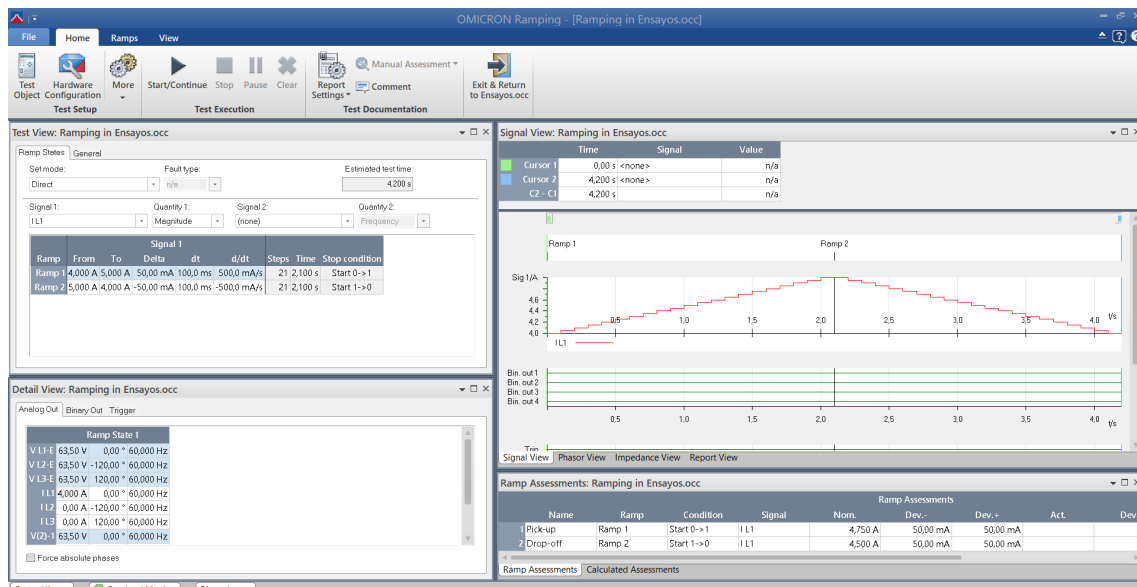 OMICRON Ramping - [Ramping in Ensayos.occ]
File Home Ramps View
Test Object Hardware Configuration More Start/Continue Stop Pause Clear Report Settings Manual Assessment Comment Exit & Return to Ensayos.occ
Test Setup Test Execution Test Documentation
Test View: Ramping in Ensayos.occ
Ramp States General
Set mode: Fault type: Estimated test time:
Direct n/a 4,200 s
Signal 1: Quantity 1: Signal 2: Quantity 2:
I L1 Magnitude (none) Frequency
Signal 1
Ramp From To Delta dt d/dt Steps Time Stop condition
Ramp 1 4,000 A 5,000 A 50,00 mA 100,0 ms 500,0 mA/s 21 2,100 s Start 0->1
Ramp 2 5,000 A 4,000 A -50,00 mA 100,0 ms -500,0 mA/s 21 2,100 s Start 1->0
Detail View: Ramping in Ensayos.occ
Analog Out Binary Out Trigger
Ramp State 1
V L1-E 63,50 V 0,00 ° 60,000 Hz
V L2-E 63,50 V -120,00 ° 60,000 Hz
V L3-E 63,50 V 120,00 ° 60,000 Hz
I L1 4,000 A 0,00 ° 60,000 Hz
I L2 0,00 A -120,00 ° 60,000 Hz
I L3 0,00 A 120,00 ° 60,000 Hz
V(2)-1 63,50 V 0,00 ° 60,000 Hz
Force absolute phases
Signal View: Ramping in Ensayos.occ
Time Signal Value
Cursor 1 0,00 s <none> n/a
Cursor 2 4,200 s <none> n/a
C2 - C1 4,200 s n/a
Ramp 1 Ramp 2
Sig 1/A
4,6
4,4
4,2
4,0
0,5 1,0 1,5 2,0 2,5 3,0 3,5 4,0 t/s
I L1
Bin. out 1
Bin. out 2
Bin. out 3
Bin. out 4
0,5 1,0 1,5 2,0 2,5 3,0 3,5 4,0 t/s
Trip
Signal View Phasor View Impedance View Report View
Ramp Assessments: Ramping in Ensayos.occ
Ramp Assessments
Name Ramp Condition Signal Nom. Dev.- Dev.+ Act. Dev
1 Pick-up Ramp 1 Start 0->1 I L1 4,750 A 50,00 mA 50,00 mA
2 Drop-off Ramp 2 Start 1->0 I L1 4,500 A 50,00 mA 50,00 mA
Ramp Assessments Calculated Assessments